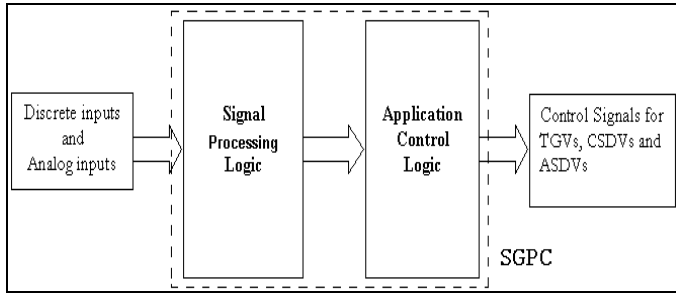 Discrete inputs
and
Analog inputs
Signal
Processing
Logic
Application
Control
Logic
Control Signals for
TGVs, CSDVs and
ASDVs
SGPC